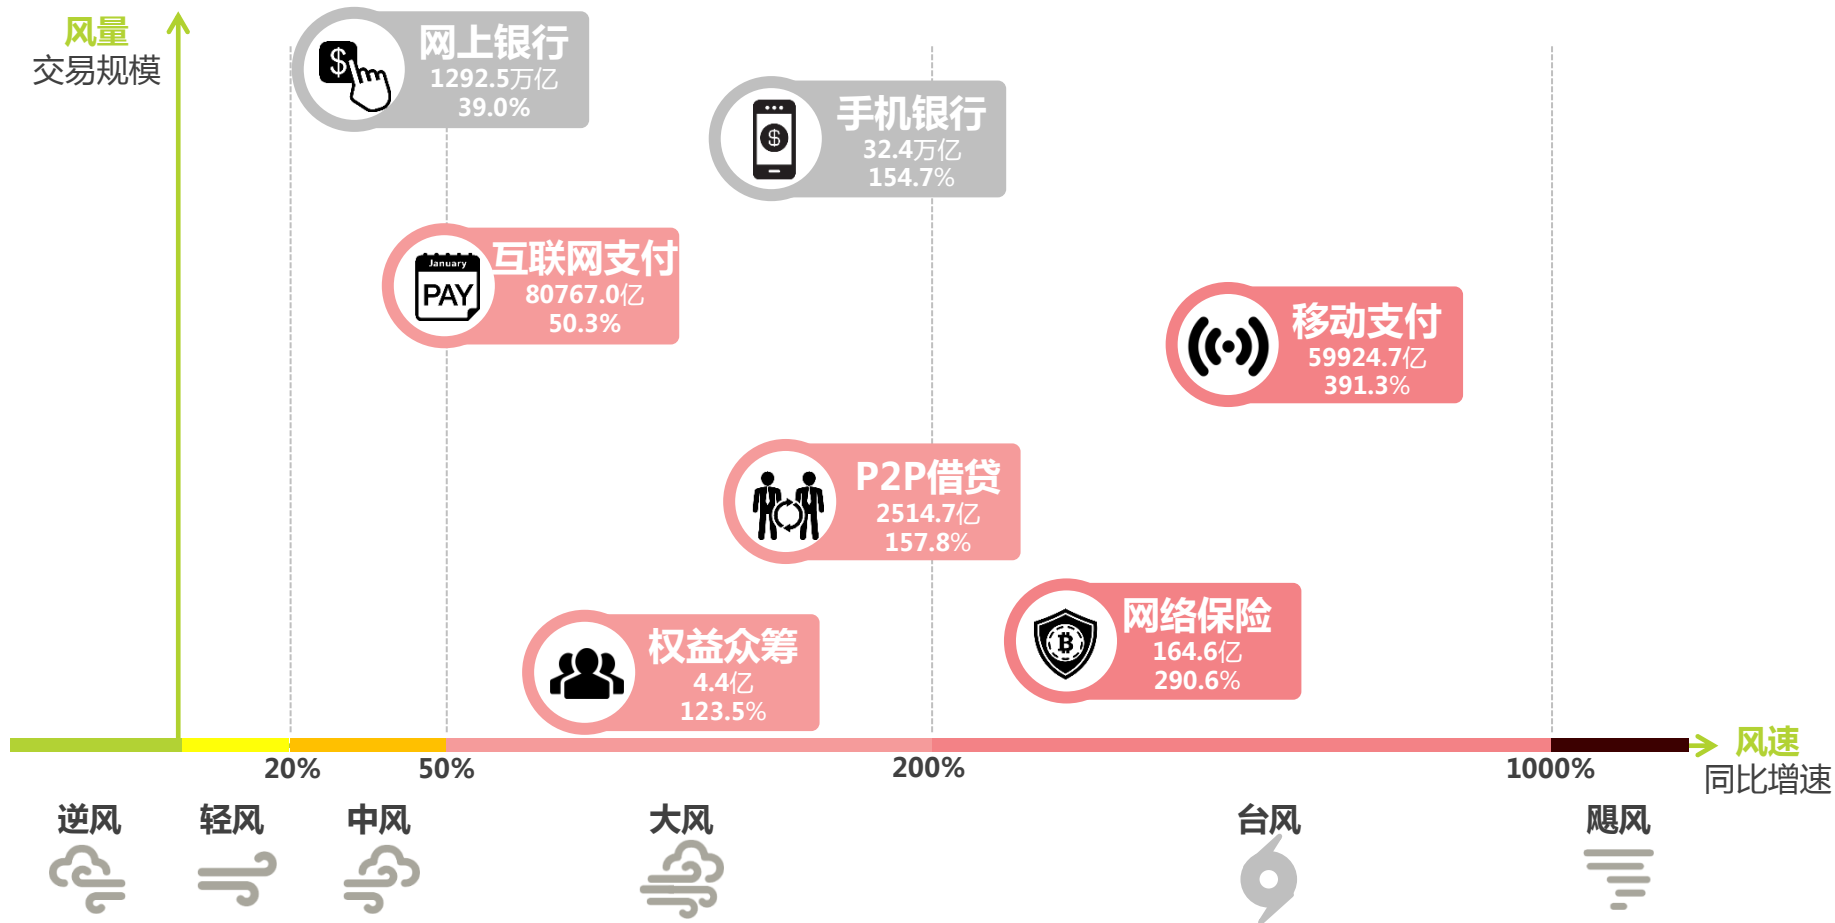 风量
交易规模
$
网上银行
1292.5万亿
39.0%
$
手机银行
32.4万亿
154.7%
January
PAY
互联网支付
80767.0亿
50.3%
移动支付
59924.7亿
391.3%
P2P借贷
2514.7亿
157.8%
权益众筹
4.4亿
123.5%
网络保险
164.6亿
290.6%
风速
同比增速
20%
50%
200%
1000%
逆风
轻风
中风
大风
台风
飓风